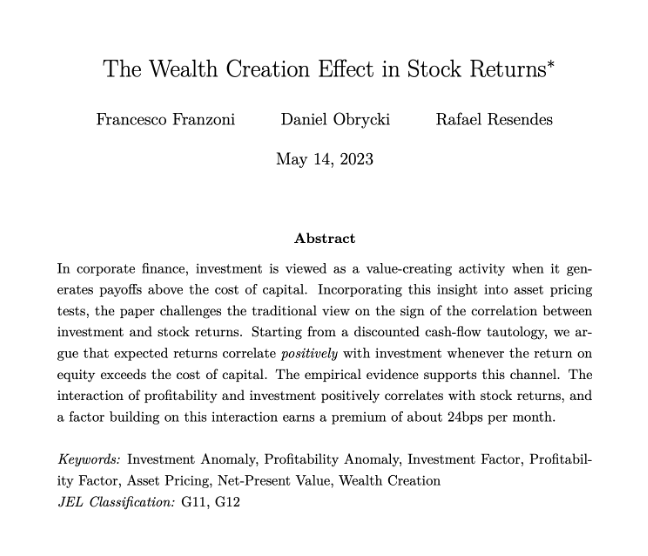 The Wealth Creation Effect in Stock Returns*
Francesco Franzoni Daniel Obrycki Rafael Resendes
May 14, 2023
Abstract
In corporate finance, investment is viewed as a value-creating activity when it gen-
erates payoffs above the cost of capital. Incorporating this insight into asset pricing
tests, the paper challenges the traditional view on the sign of the correlation between
investment and stock returns. Starting from a discounted cash-flow tautology, we ar-
gue that expected returns correlate positively with investment whenever the return on
equity exceeds the cost of capital. The empirical evidence supports this channel. The
interaction of profitability and investment positively correlates with stock returns, and
a factor building on this interaction earns a premium of about 24bps per month.
Keywords: Investment Anomaly, Profitability Anomaly, Investment Factor, Profitabil-
ity Factor, Asset Pricing, Net-Present Value, Wealth Creation
JEL Classification: G11, G12